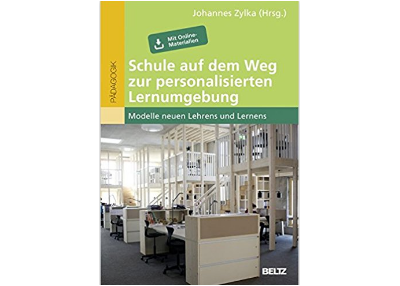 Johannes Zylka (Hrsg.)
Mit Online-
Materialien
PÄDAGOGIK
Schule auf dem Weg
zur personalisierten
Lernumgebung
Modelle neuen Lehrens und Lernens
BELTZ